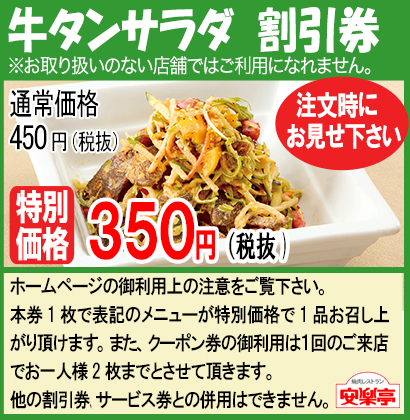 牛タンサラダ 割引券
※お取り扱いのない店舗ではご利用になれません。
通常価格
450円(税抜)
注文時に
お見せ下さい
特別
価格
350円(税抜)
ホームページの御利用上の注意をご覧下さい。
本券1枚で表記のメニューが特別価格で1品お召し上
がり頂けます。また、クーポン券の御利用は1回のご来店
でお一人様2枚までとさせて頂きます。
他の割引券、サービス券との併用はできません。
焼肉レストラン
安樂亭